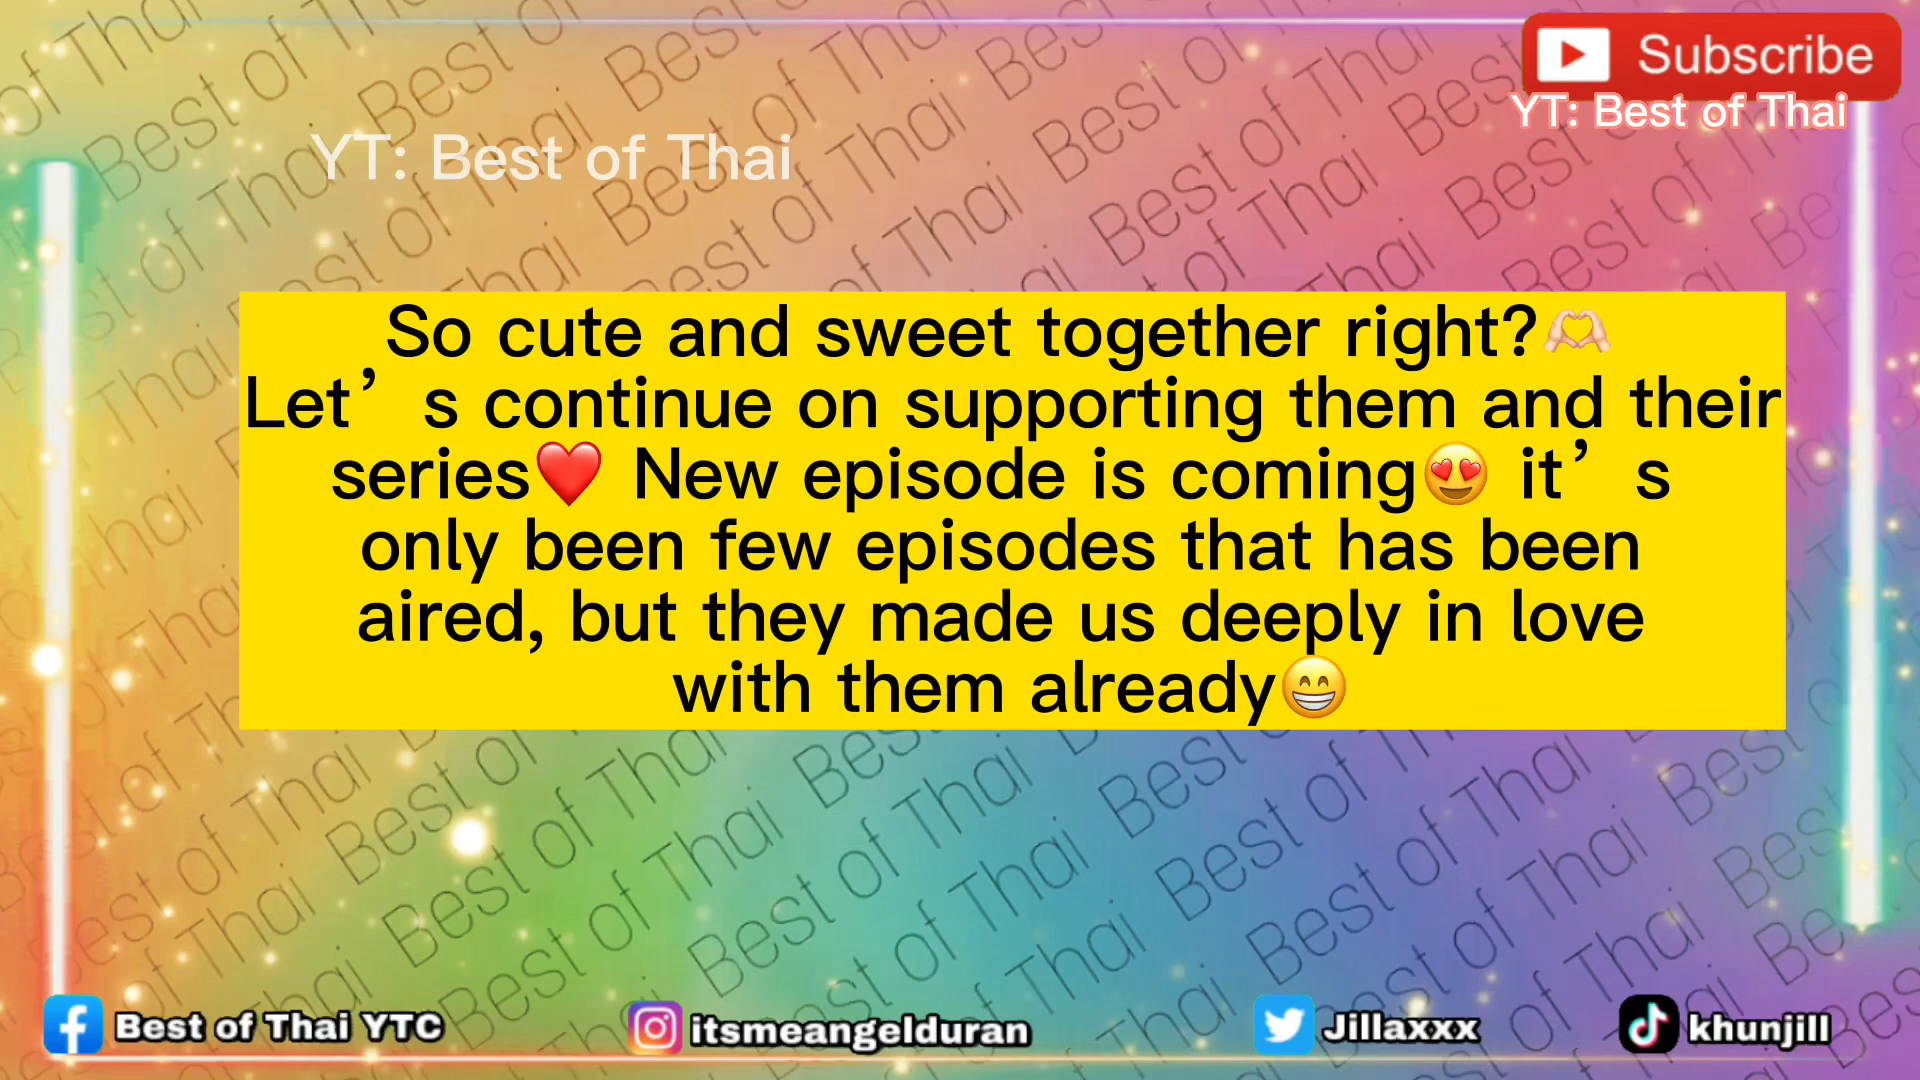 Subscribe
YT: Best of Thai
YT: Best of Thai
So cute and sweet together right?🫶🏻
Let’s continue on supporting them and their
series❤️ New episode is coming😍 it’s
only been few episodes that has been
aired, but they made us deeply in love
with them already😁
Best of Thai YTC
itsmeangelduran
Jillaxxx
khunjill